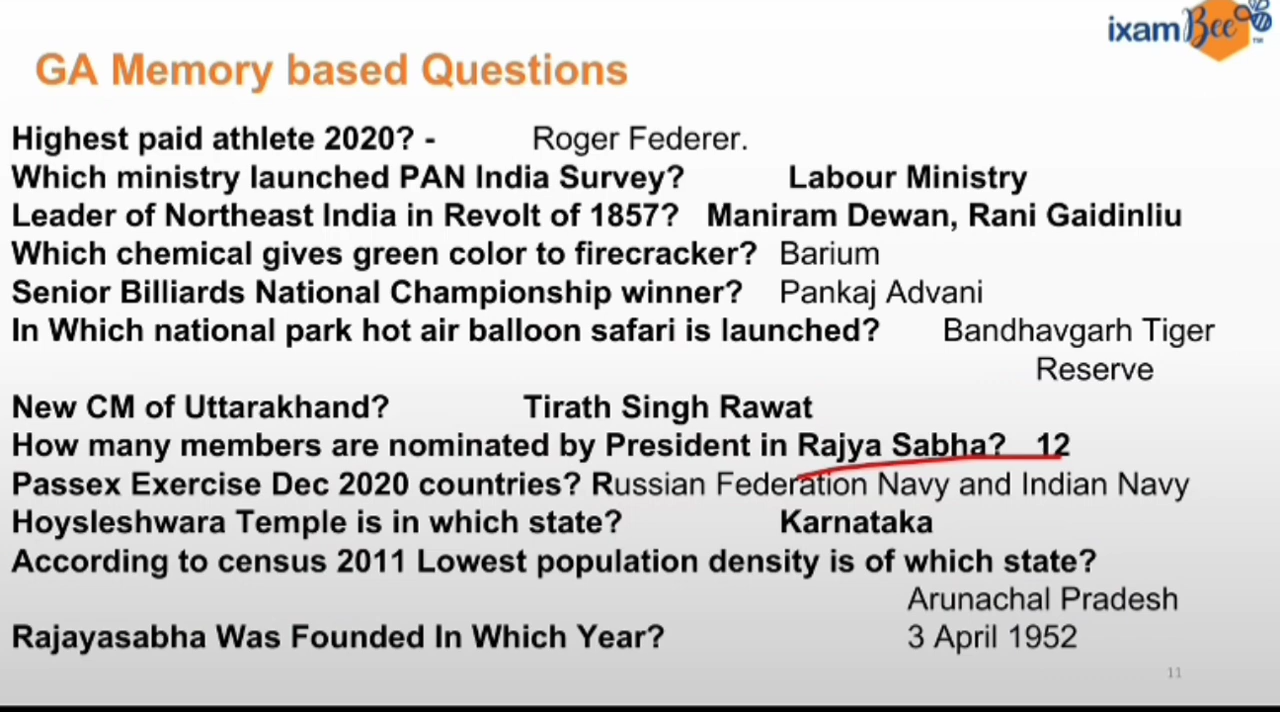 ixamBee™
GA Memory based Questions
Highest paid athlete 2020? - Roger Federer.
Which ministry launched PAN India Survey? Labour Ministry
Leader of Northeast India in Revolt of 1857? Maniram Dewan, Rani Gaidinliu
Which chemical gives green color to firecracker? Barium
Senior Billiards National Championship winner? Pankaj Advani
In Which national park hot air balloon safari is launched? Bandhavgarh Tiger
Reserve
New CM of Uttarakhand? Tirath Singh Rawat
How many members are nominated by President in Rajya Sabha? 12
Passex Exercise Dec 2020 countries? Russian Federation Navy and Indian Navy
Hoysleshwara Temple is in which state? Karnataka
According to census 2011 Lowest population density is of which state?
Arunachal Pradesh
Rajayasabha Was Founded In Which Year? 3 April 1952
11